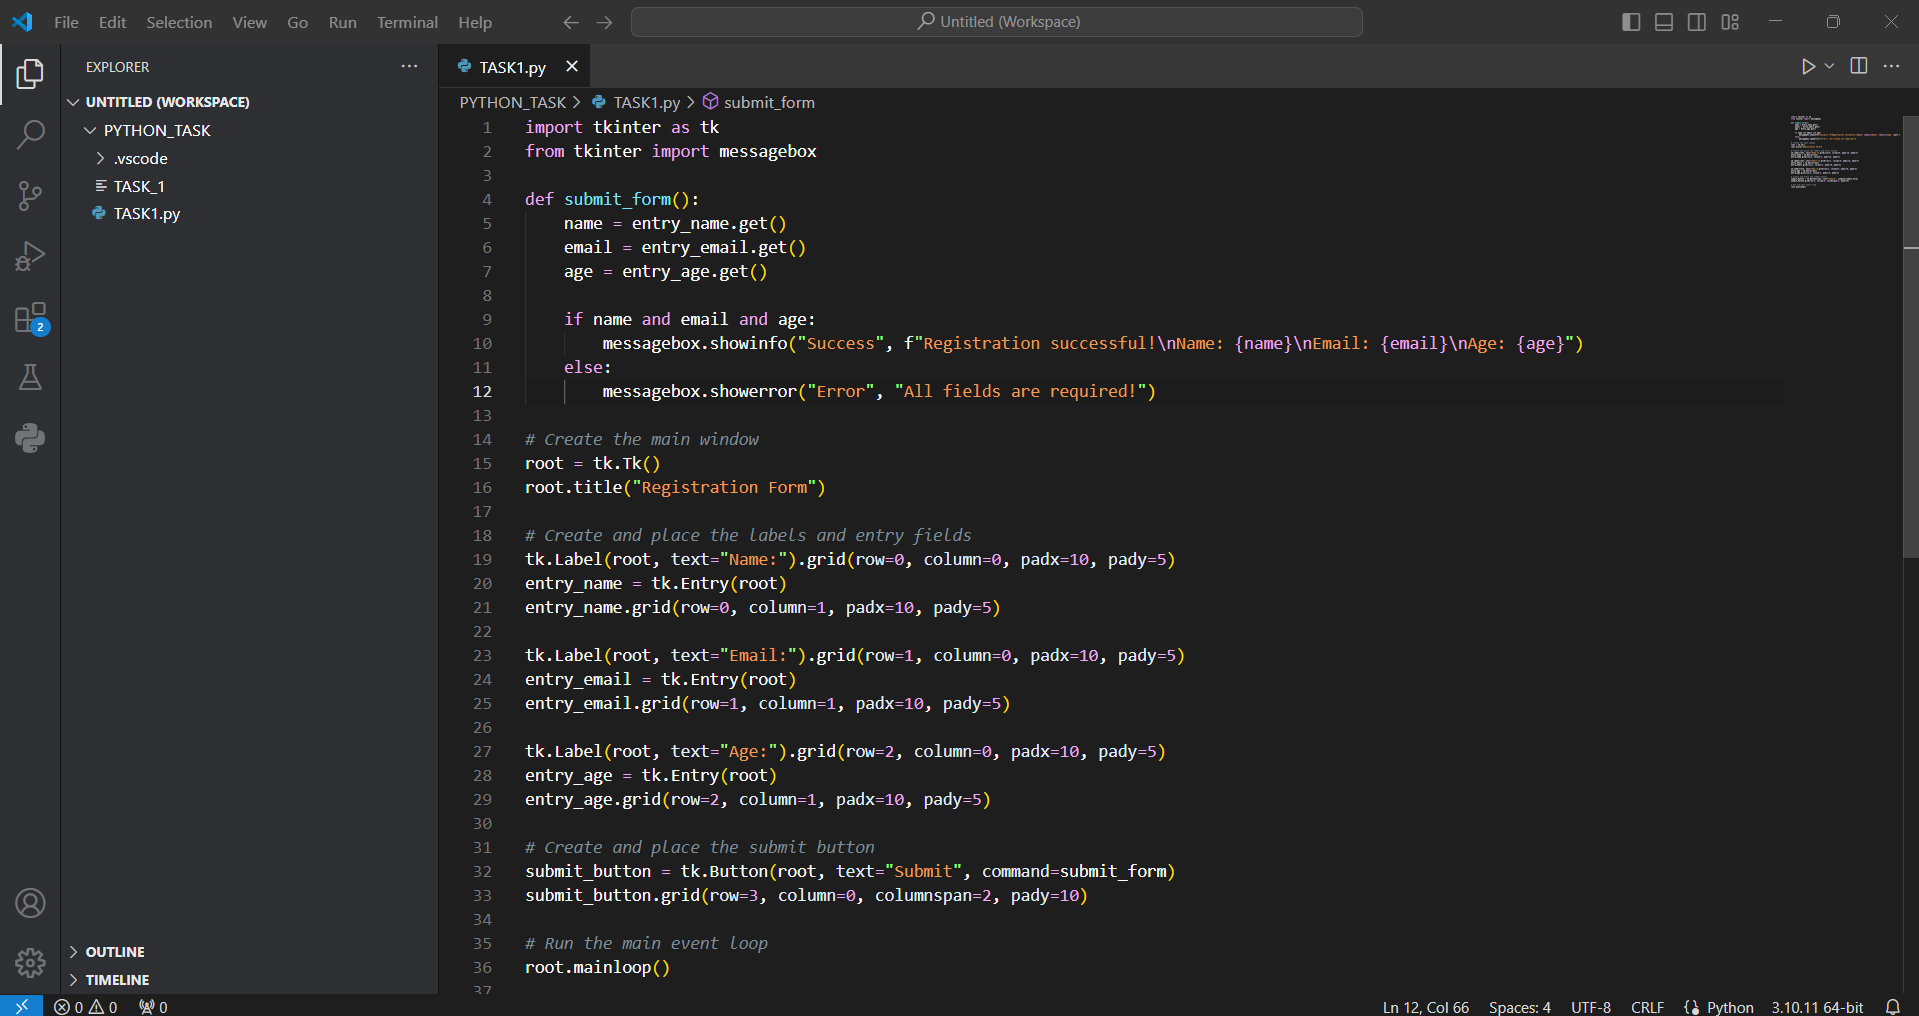 File Edit Selection View Go Run Terminal Help Untitled (Workspace)
EXPLORER
UNTITLED (WORKSPACE)
PYTHON_TASK
.vscode
TASK_1
TASK1.py
2
OUTLINE
TIMELINE
TASK1.py
PYTHON_TASK > TASK1.py > submit_form
1 import tkinter as tk
2 from tkinter import messagebox
3
4 def submit_form():
5     name = entry_name.get()
6     email = entry_email.get()
7     age = entry_age.get()
8
9     if name and email and age:
10         messagebox.showinfo("Success", f"Registration successful!\nName: {name}\nEmail: {email}\nAge: {age}")
11     else:
12         messagebox.showerror("Error", "All fields are required!")
13
14 # Create the main window
15 root = tk.Tk()
16 root.title("Registration Form")
17
18 # Create and place the labels and entry fields
19 tk.Label(root, text="Name:").grid(row=0, column=0, padx=10, pady=5)
20 entry_name = tk.Entry(root)
21 entry_name.grid(row=0, column=1, padx=10, pady=5)
22
23 tk.Label(root, text="Email:").grid(row=1, column=0, padx=10, pady=5)
24 entry_email = tk.Entry(root)
25 entry_email.grid(row=1, column=1, padx=10, pady=5)
26
27 tk.Label(root, text="Age:").grid(row=2, column=0, padx=10, pady=5)
28 entry_age = tk.Entry(root)
29 entry_age.grid(row=2, column=1, padx=10, pady=5)
30
31 # Create and place the submit button
32 submit_button = tk.Button(root, text="Submit", command=submit_form)
33 submit_button.grid(row=3, column=0, columnspan=2, pady=10)
34
35 # Run the main event loop
36 root.mainloop()
37
0 0 0 Ln 12, Col 66 Spaces: 4 UTF-8 CRLF Python 3.10.11 64-bit